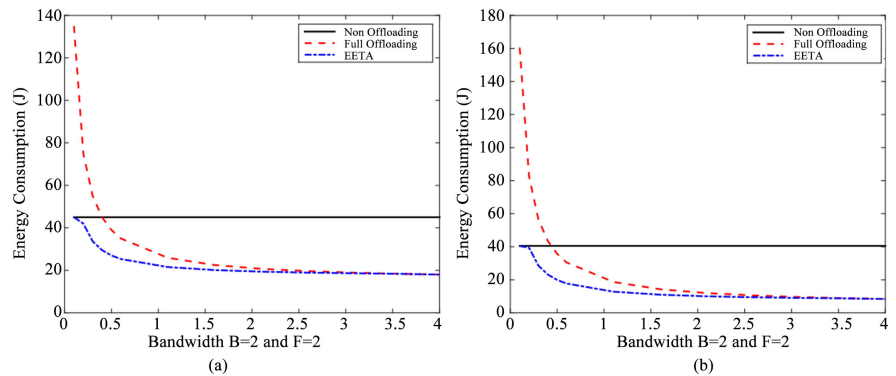 140
120
100
80
60
40
20
0
Energy Consumption (J)
Non Offloading
Full Offloading
EETA
0 0.5 1 1.5 2 2.5 3 3.5 4
Bandwidth B=2 and F=2
(a)
180
160
140
120
100
80
60
40
20
0
Energy Consumption (J)
Non Offloading
Full Offloading
EETA
0 0.5 1 1.5 2 2.5 3 3.5 4
Bandwidth B=2 and F=2
(b)